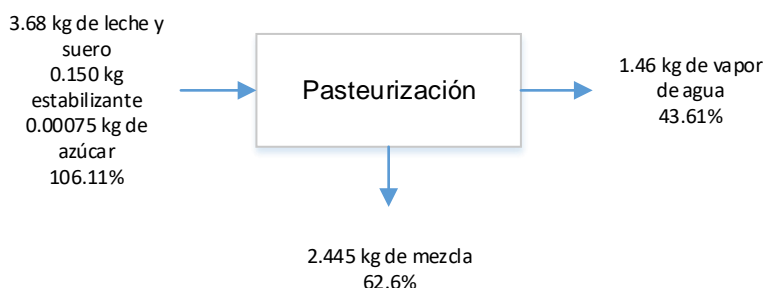 3.68 kg de leche y
suero
0.150 kg
estabilizante
0.00075 kg de
azúcar
106.11%
Pasteurización
1.46 kg de vapor
de agua
43.61%
2.445 kg de mezcla
62.6%